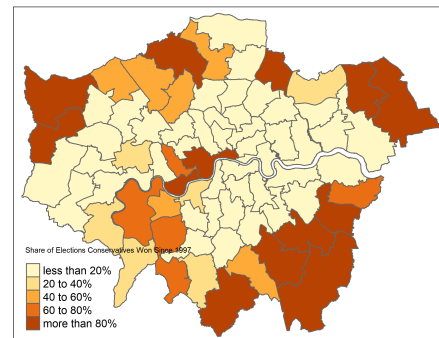 Share of Elections Conservatives Won Since 1997
less than 20%
20 to 40%
40 to 60%
60 to 80%
more than 80%